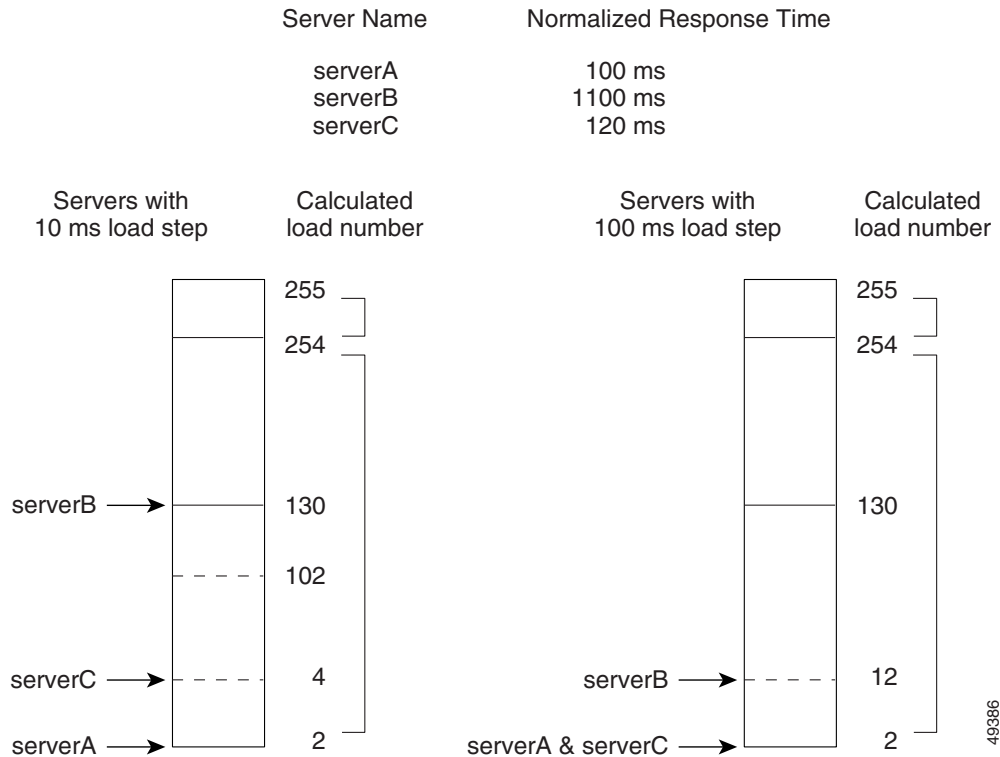 Server Name Normalized Response Time
serverA 100 ms
serverB 1100 ms
serverC 120 ms
Servers with
10 ms load step
Calculated
load number
255
254
serverB 130
102
serverC 4
serverA 2
Servers with
100 ms load step
Calculated
load number
255
254
130
serverB 12
serverA & serverC 2
49386